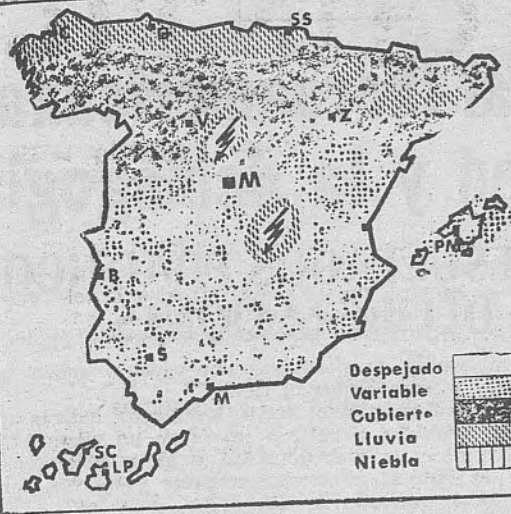 SS
V
Z
M
PM
B
S
M
SC
LP
Despejado
Variable
Cubierto
Lluvia
Niebla